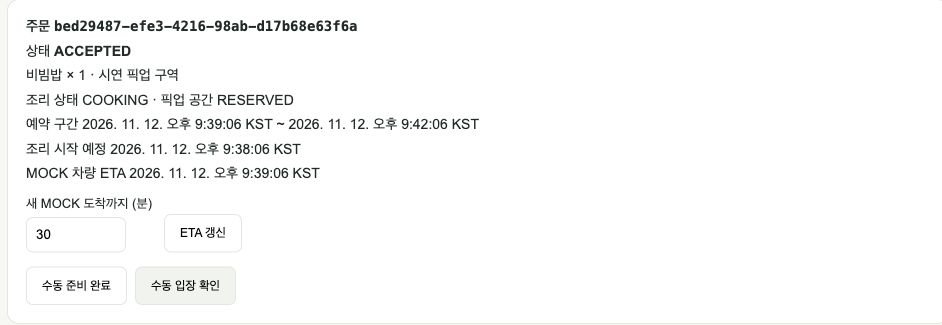 주문 bed29487-efe3-4216-98ab-d17b68e63f6a
상태 ACCEPTED
비빔밥 × 1 · 시연 픽업 구역
조리 상태 COOKING · 픽업 공간 RESERVED
예약 구간 2026. 11. 12. 오후 9:39:06 KST ~ 2026. 11. 12. 오후 9:42:06 KST
조리 시작 예정 2026. 11. 12. 오후 9:38:06 KST
MOCK 차량 ETA 2026. 11. 12. 오후 9:39:06 KST
새 MOCK 도착까지 (분)
30 ETA 갱신
수동 준비 완료 수동 입장 확인